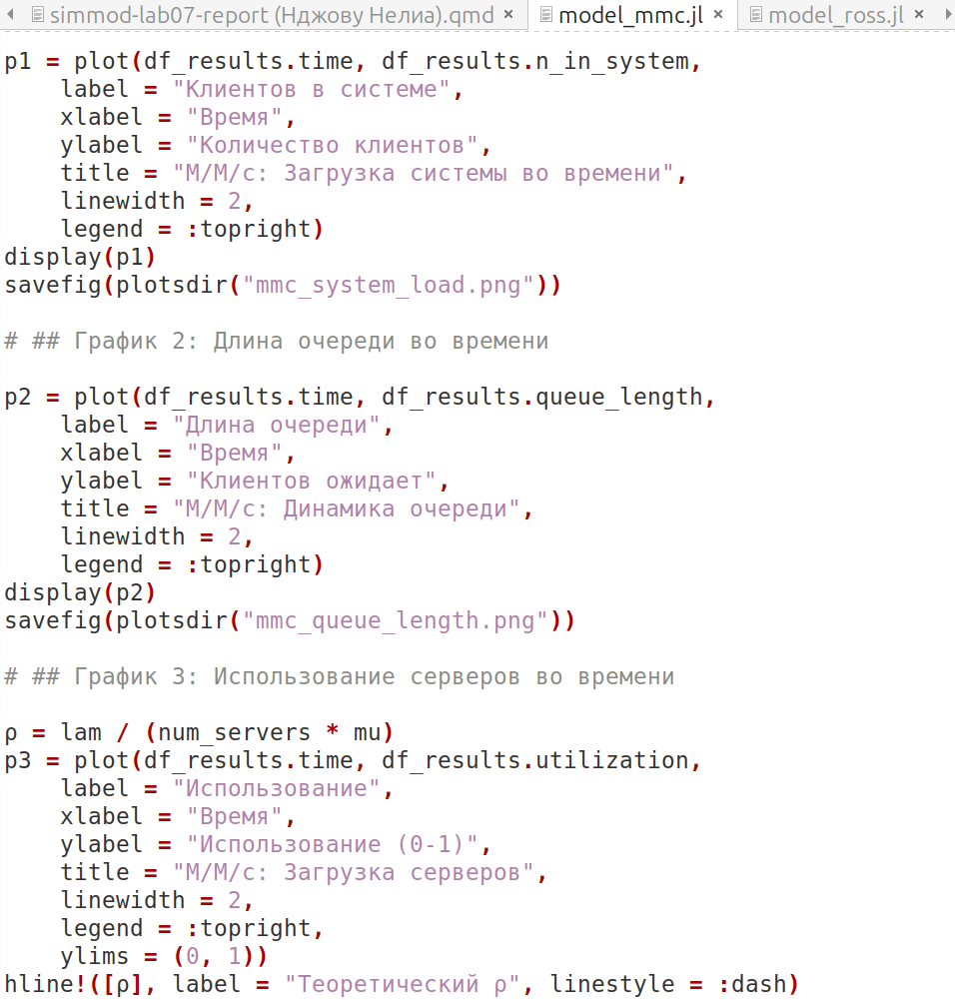 simmod-lab07-report (Нджову Нелиа).qmd × model_mmc.jl × model_ross.jl ×
p1 = plot(df_results.time, df_results.n_in_system,
    label = "Клиентов в системе",
    xlabel = "Время",
    ylabel = "Количество клиентов",
    title = "M/M/c: Загрузка системы во времени",
    linewidth = 2,
    legend = :topright)
display(p1)
savefig(plotsdir("mmc_system_load.png"))

# ## График 2: Длина очереди во времени

p2 = plot(df_results.time, df_results.queue_length,
    label = "Длина очереди",
    xlabel = "Время",
    ylabel = "Клиентов ожидает",
    title = "M/M/c: Динамика очереди",
    linewidth = 2,
    legend = :topright)
display(p2)
savefig(plotsdir("mmc_queue_length.png"))

# ## График 3: Использование серверов во времени

ρ = lam / (num_servers * mu)
p3 = plot(df_results.time, df_results.utilization,
    label = "Использование",
    xlabel = "Время",
    ylabel = "Использование (0-1)",
    title = "M/M/c: Загрузка серверов",
    linewidth = 2,
    legend = :topright,
    ylims = (0, 1))
hline!([ρ], label = "Теоретический ρ", linestyle = :dash)